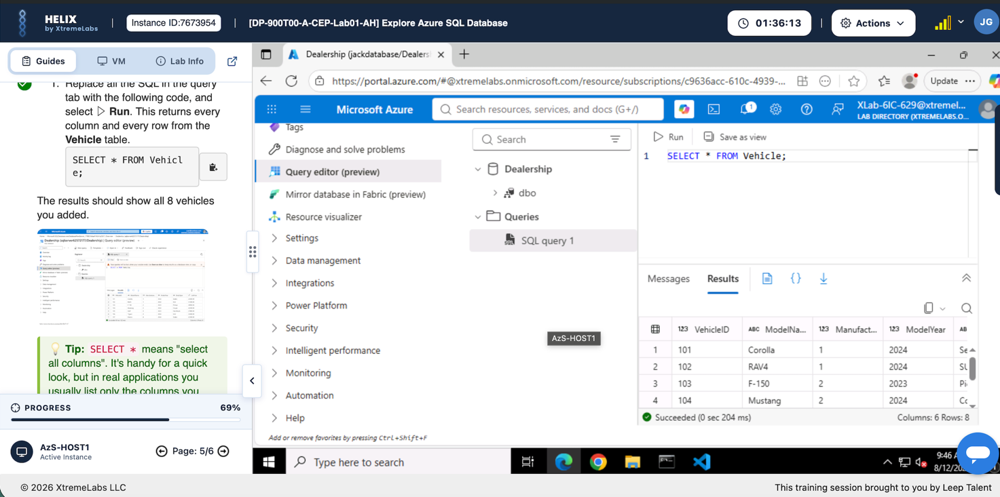 HELIX
by XtremeLabs
Instance ID:7673954
[DP-900T00-A-CEP-Lab01-AH] Explore Azure SQL Database
01:36:13
Actions
JG
Guides
VM
Lab Info
1. Replace all the SQL in the query
tab with the following code, and
select ▷ Run. This returns every
column and every row from the
Vehicle table.
SELECT * FROM Vehicl
e;
The results should show all 8 vehicles
you added.
Tip: SELECT * means "select
all columns". It's handy for a quick
look, but in real applications you
usually list only the columns you
PROGRESS
69%
AzS-HOST1
Active Instance
Page: 5/6
Dealership (jackdatabase/Dealers
https://portal.azure.com/#@xtremelabs.onmicrosoft.com/resource/subscriptions/c9636acc-610c-4939-...
Update
Microsoft Azure
Search resources, services, and docs (G+/)
1
XLab-6IC-629@xtremel...
LAB DIRECTORY (XTREMELABS.O...
Tags
Diagnose and solve problems
Query editor (preview)
Mirror database in Fabric (preview)
Resource visualizer
Settings
Data management
Integrations
Power Platform
Security
Intelligent performance
Monitoring
Automation
Help
Add or remove favorites by pressing Ctrl+Shift+F
Search
Dealership
dbo
Queries
SQL query 1
AzS-HOST1
Run
Save as view
1 SELECT * FROM Vehicle;
Messages
Results
123 VehicleID ABC ModelNa... 123 Manufact... 123 ModelYear AB
1 101 Corolla 1 2024 Se
2 102 RAV4 1 2024 SU
3 103 F-150 2 2023 Pi
4 104 Mustang 2 2024 Co
Succeeded (0 sec 204 ms)
Columns: 6 Rows: 8
Type here to search
9:46 A
8/12/20
© 2026 XtremeLabs LLC
This training session brought to you by Leep Talent